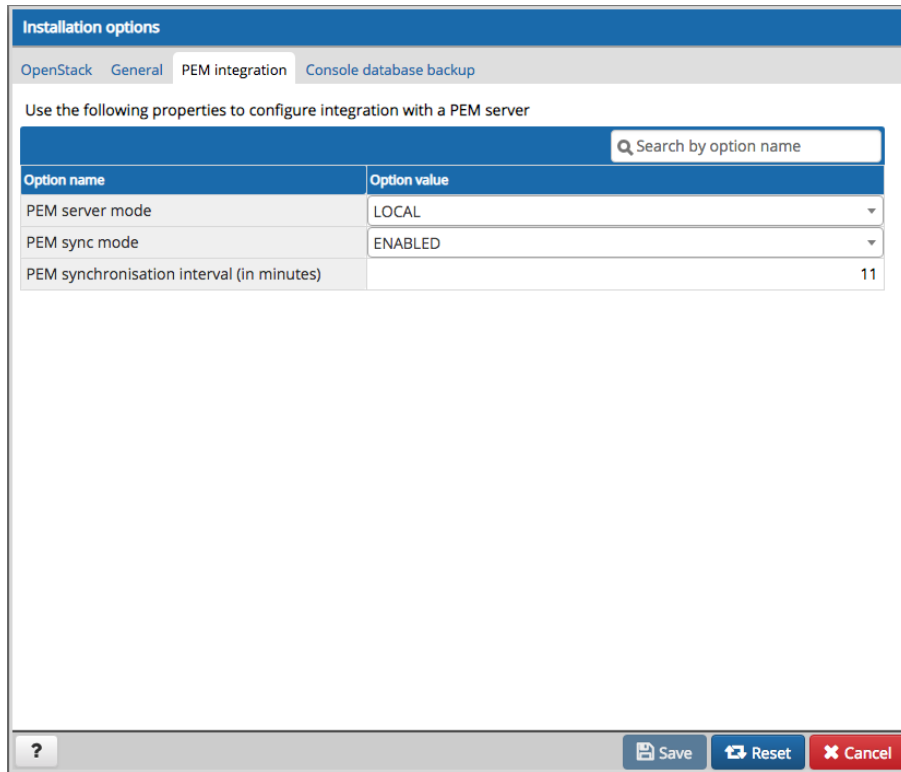 Installation options
OpenStack General PEM integration Console database backup
Use the following properties to configure integration with a PEM server
Search by option name
Option name Option value
PEM server mode LOCAL
PEM sync mode ENABLED
PEM synchronisation interval (in minutes) 11
? Save Reset Cancel